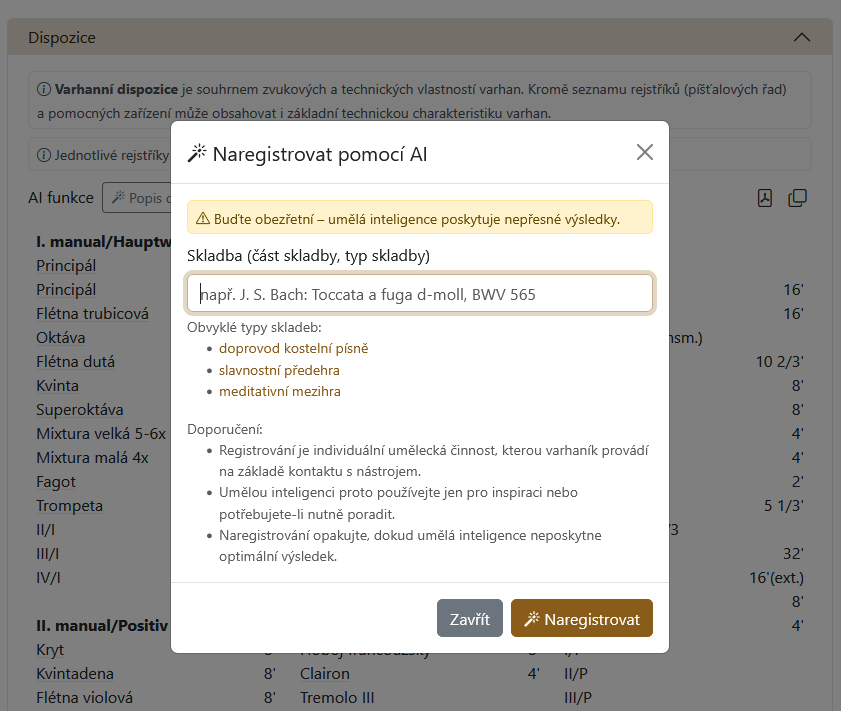 Dispozice
Varhanní dispozice je souhrnem zvukových a technických vlastností varhan. Kromě seznamu rejstříků (píšťalových řad)
a pomocných zařízení může obsahovat i základní technickou charakteristiku varhan.
Jednotlivé rejstříky
AI funkce
Popis
Naregistrovat pomocí AI
Buďte obezřetní – umělá inteligence poskytuje nepřesné výsledky.
Skladba (část skladby, typ skladby)
např. J. S. Bach: Toccata a fuga d-moll, BWV 565
Obvyklé typy skladeb:
doprovod kostelní písně
slavnostní předehra
meditativní mezihra
Doporučení:
Registrování je individuální umělecká činnost, kterou varhaník provádí
na základě kontaktu s nástrojem.
Umělou inteligenci proto používejte jen pro inspiraci nebo
potřebujete-li nutně poradit.
Naregistrování opakujte, dokud umělá inteligence neposkytne
optimální výsledek.
Zavřít
Naregistrovat
I. manual/Hauptw
Principál
Principál 16'
Flétna trubicová 16'
Oktáva nsm.)
Flétna dutá 10 2/3'
Kvinta 8'
Superoktáva 8'
Mixtura velká 5-6x 4'
Mixtura malá 4x 4'
Fagot 2'
Trompeta 5 1/3'
II/I /3
III/I 32'
IV/I 16'(ext.)
8'
II. manual/Positiv 4'
Kryt
Kvintadena 8' Clairon 4' II/P
Flétna violová 8' Tremolo III III/P